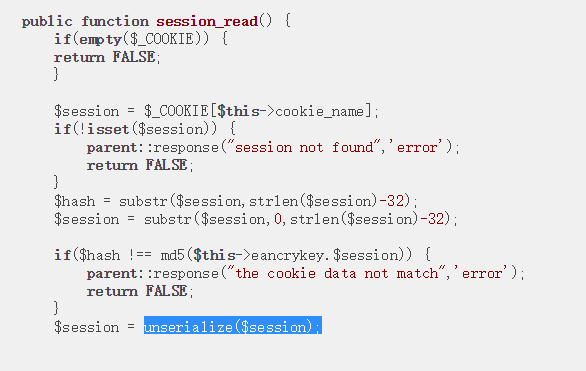 public function session_read() {
if(empty($_COOKIE)) {
return FALSE;
}
$session = $_COOKIE[$this->cookie_name];
if(!isset($session)) {
parent::response("session not found",'error');
return FALSE;
}
$hash = substr($session,strlen($session)-32);
$session = substr($session,0,strlen($session)-32);
if($hash !== md5($this->eancrykey.$session)) {
parent::response("the cookie data not match",'error');
return FALSE;
}
$session = unserialize($session);